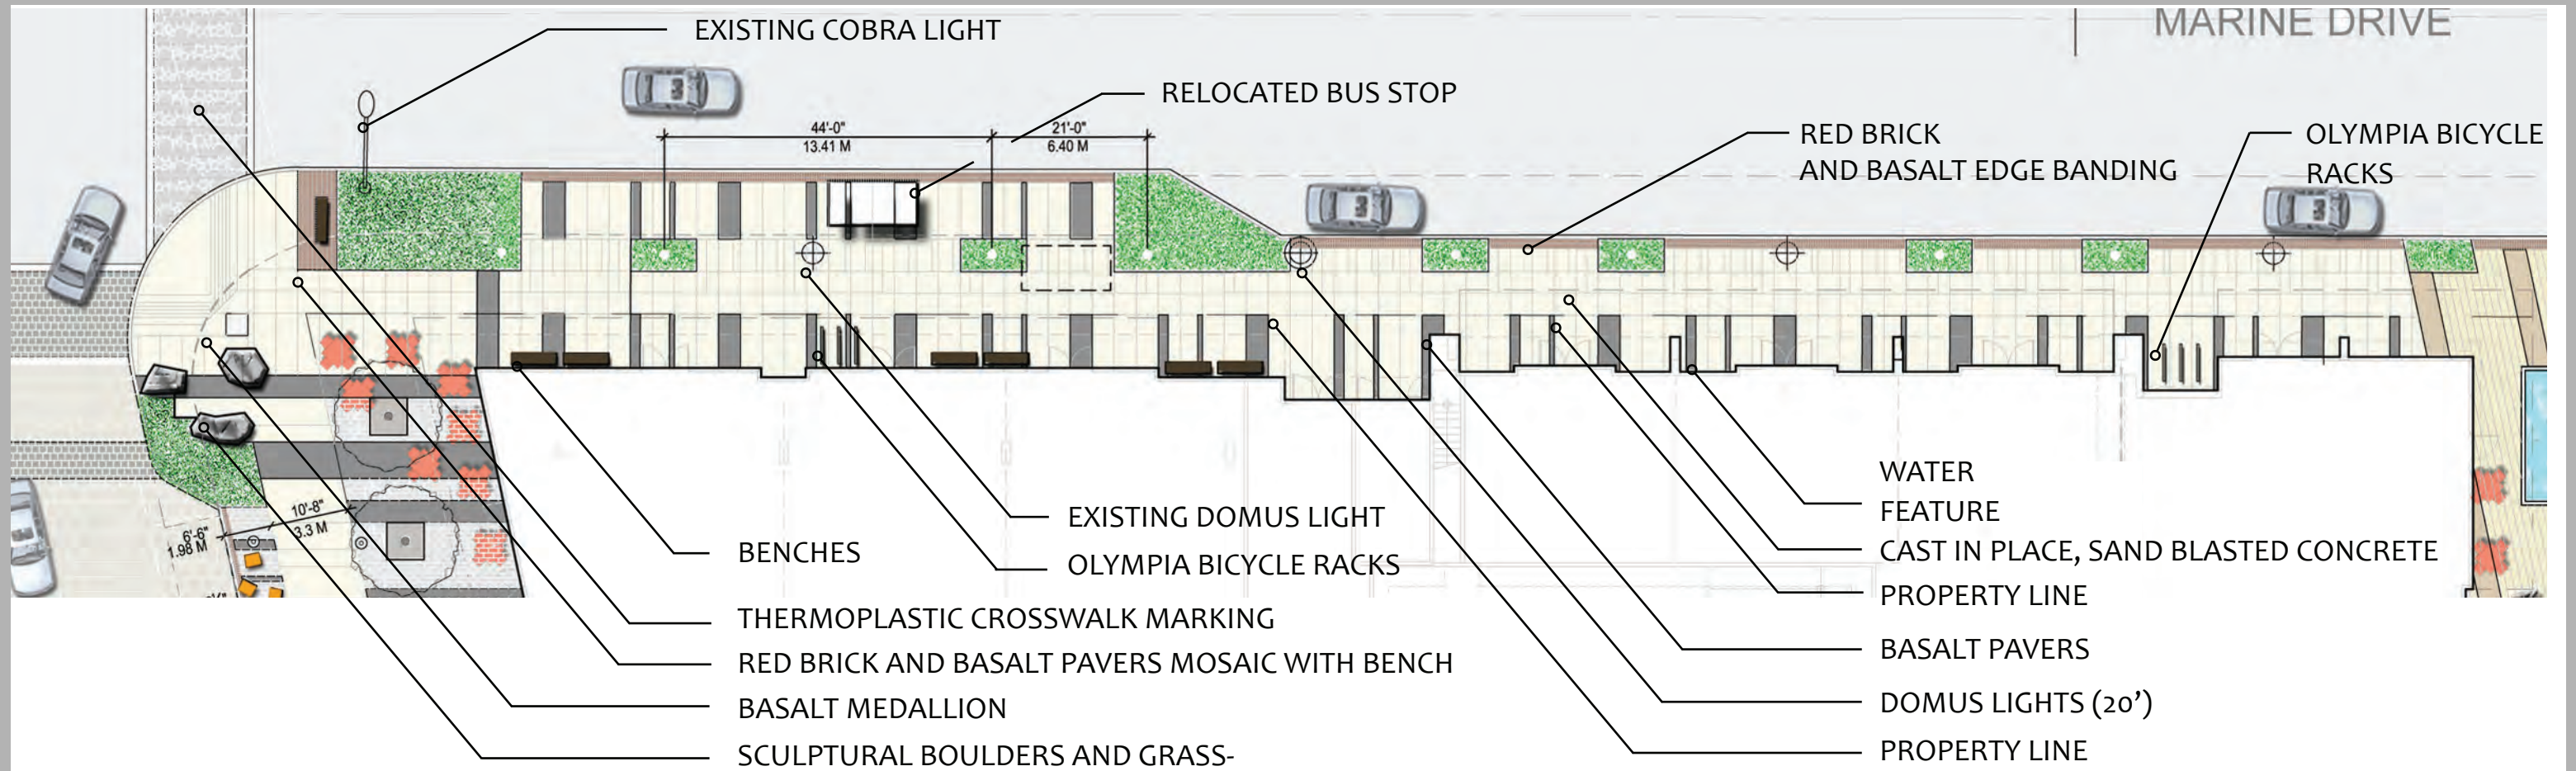 MARINE DRIVE
EXISTING COBRA LIGHT
RELOCATED BUS STOP
44'-0"
13.41 M
21'-0"
6.40 M
RED BRICK
AND BASALT EDGE BANDING
OLYMPIA BICYCLE
RACKS
10'-8"
3.3 M
6'-6"
1.98 M
EXISTING DOMUS LIGHT
BENCHES
OLYMPIA BICYCLE RACKS
THERMOPLASTIC CROSSWALK MARKING
RED BRICK AND BASALT PAVERS MOSAIC WITH BENCH
BASALT MEDALLION
SCULPTURAL BOULDERS AND GRASS-
WATER
FEATURE
CAST IN PLACE, SAND BLASTED CONCRETE
PROPERTY LINE
BASALT PAVERS
DOMUS LIGHTS (20')
PROPERTY LINE